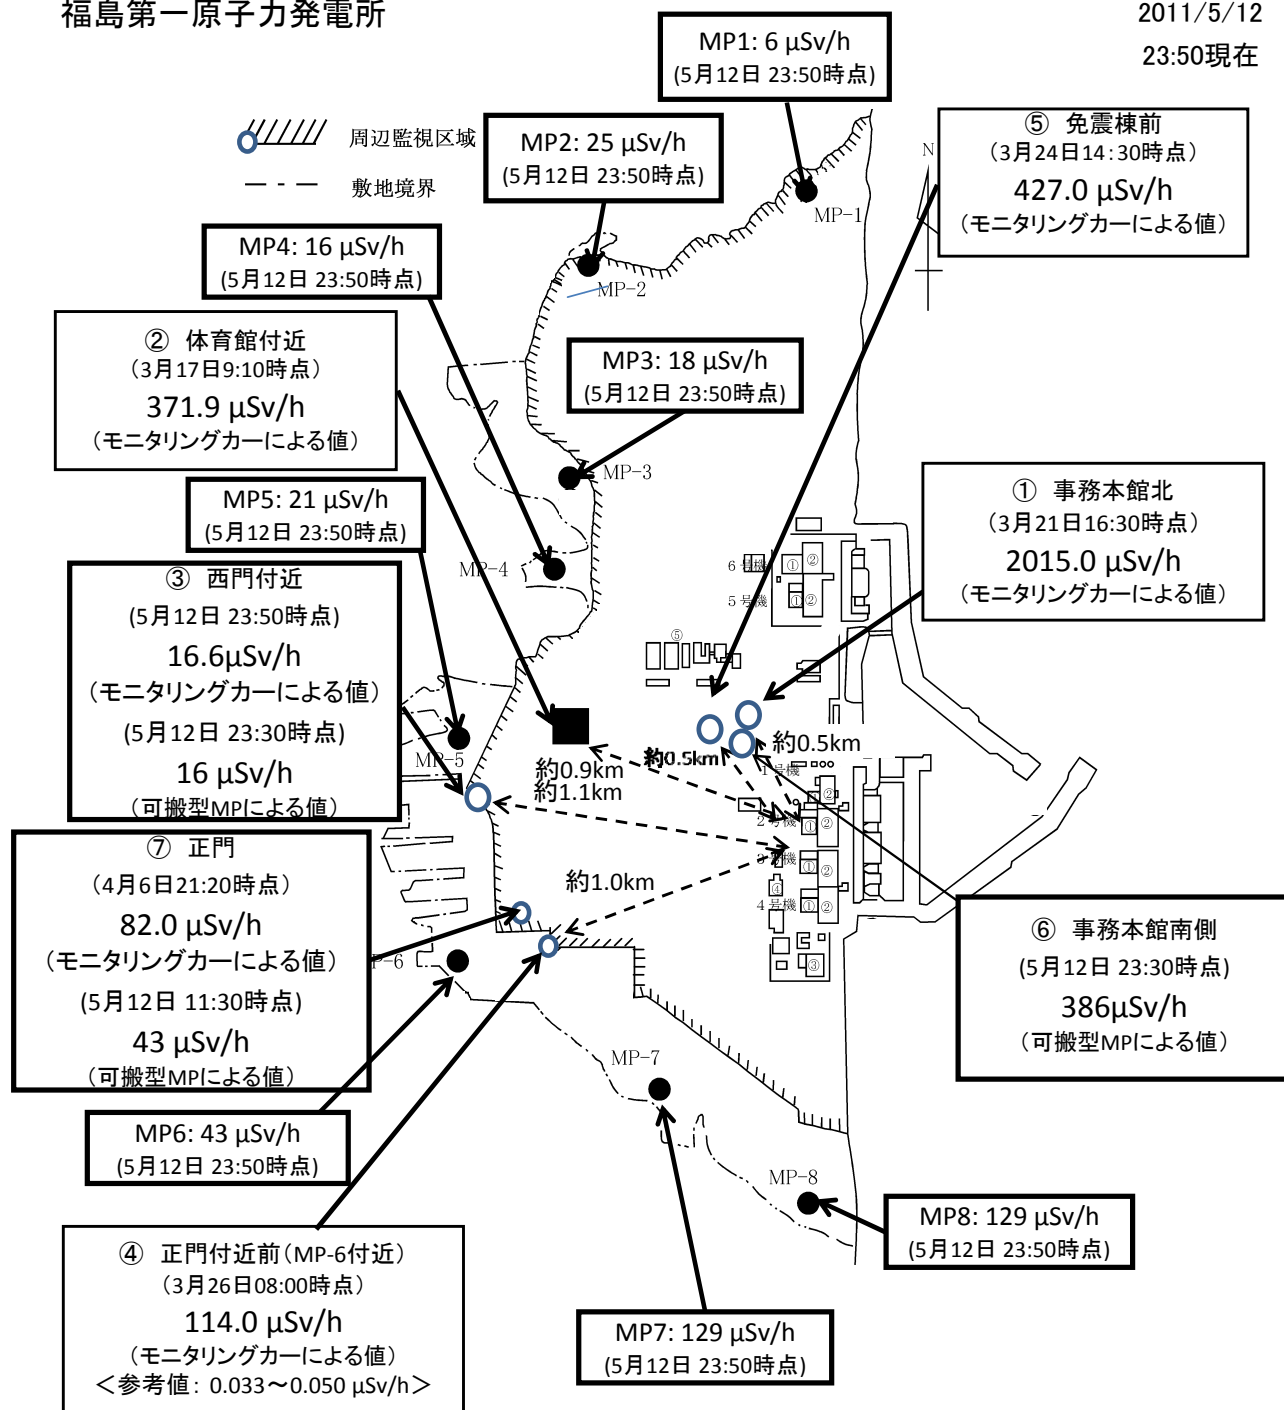 福島第一原子力発電所
2011/5/12
23:50現在
MP1: 6 μSv/h
(5月12日 23:50時点)
周辺監視区域
敷地境界
MP2: 25 μSv/h
(5月12日 23:50時点)
⑤ 免震棟前
(3月24日14:30時点)
427.0 μSv/h
(モニタリングカーによる値)
N
MP-1
MP4: 16 μSv/h
(5月12日 23:50時点)
MP-2
② 体育館付近
(3月17日9:10時点)
371.9 μSv/h
(モニタリングカーによる値)
MP3: 18 μSv/h
(5月12日 23:50時点)
MP-3
MP5: 21 μSv/h
(5月12日 23:50時点)
① 事務本館北
(3月21日16:30時点)
2015.0 μSv/h
(モニタリングカーによる値)
MP-4
6号機
① ②
5号機
① ②
③ 西門付近
(5月12日 23:50時点)
16.6μSv/h
(モニタリングカーによる値)
(5月12日 23:30時点)
16 μSv/h
(可搬型MPによる値)
⑤
MP-5
約0.9km
約1.1km
約0.5km
約0.5km
1号機
① ②
2号機
① ②
3号機
① ②
④
4号機
① ②
③
約1.0km
⑦ 正門
(4月6日21:20時点)
82.0 μSv/h
(モニタリングカーによる値)
(5月12日 11:30時点)
43 μSv/h
(可搬型MPによる値)
P-6
⑥ 事務本館南側
(5月12日 23:30時点)
386μSv/h
(可搬型MPによる値)
MP-7
MP6: 43 μSv/h
(5月12日 23:50時点)
MP-8
MP8: 129 μSv/h
(5月12日 23:50時点)
④ 正門付近前(MP-6付近)
(3月26日08:00時点)
114.0 μSv/h
(モニタリングカーによる値)
＜参考値: 0.033～0.050 μSv/h＞
MP7: 129 μSv/h
(5月12日 23:50時点)